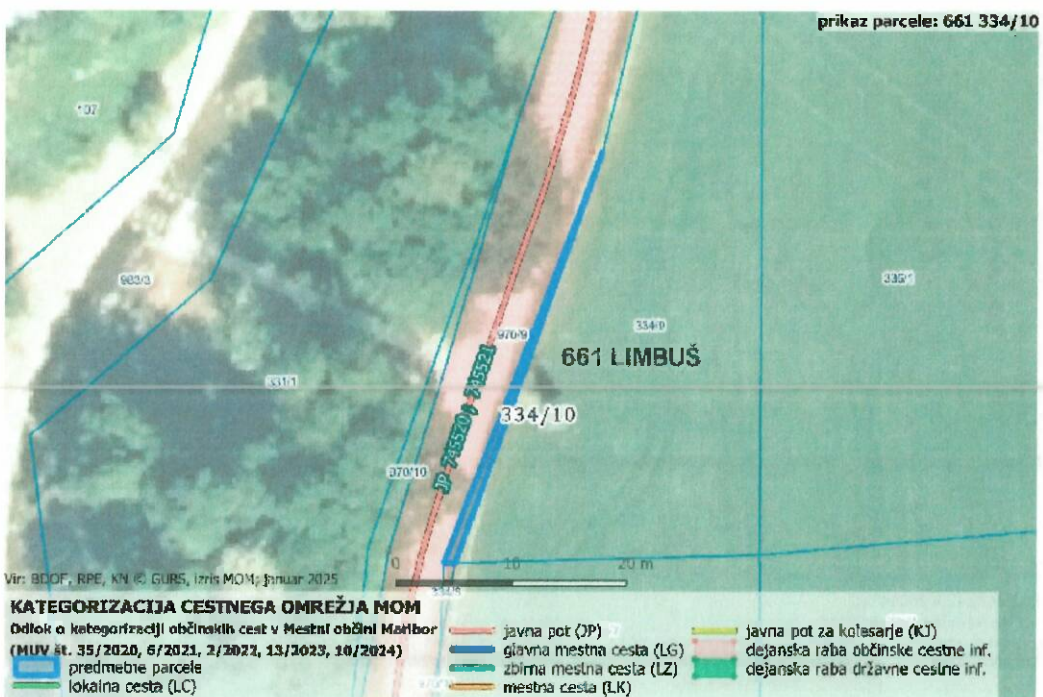 prikaz parcele: 661 334/10
107
983/3
331/1
970/9
334/9
335/1
661 LIMBUŠ
334/10
JP 745520 745521
970/10
0 10 20 m
Vir: BDOF, RPE, KN © GURS, izris MOM, januar 2025
KATEGORIZACIJA CESTNEGA OMREŽJA MOM
Odlok o kategorizaciji občinskih cest v Mestni občini Maribor
(MUV št. 35/2020, 6/2021, 2/2022, 13/2023, 10/2024)
predmetne parcele
lokalna cesta (LC)
javna pot (JP)
glavna mestna cesta (LG)
zbirna mestna cesta (LZ)
mestna cesta (LK)
javna pot za kolesarje (KJ)
dejanska raba občinske cestne inf.
dejanska raba državne cestne inf.